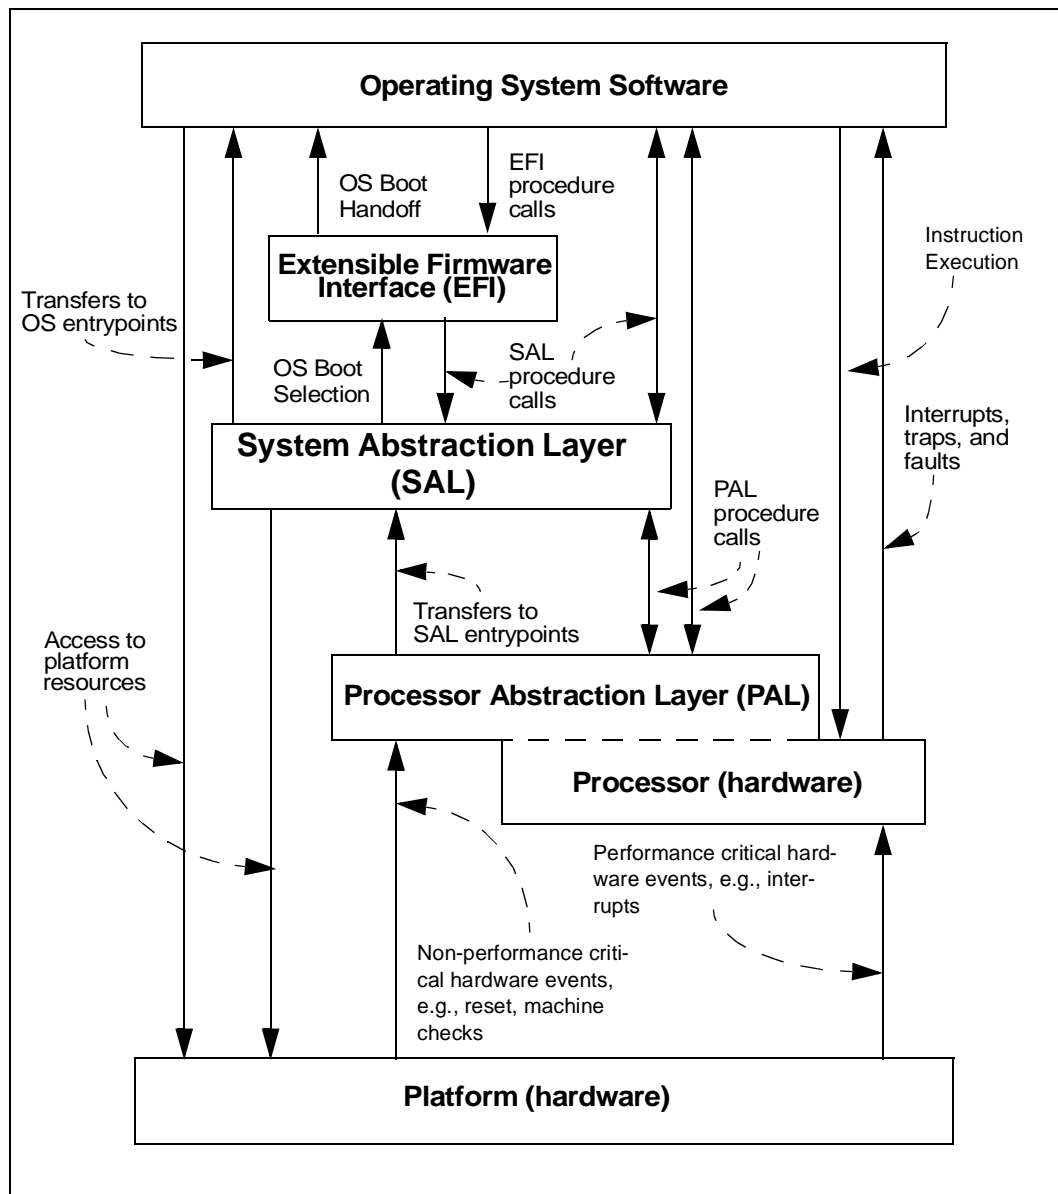 Operating System Software
OS Boot
Handoff
EFI
procedure
calls
Instruction
Execution
Extensible Firmware
Interface (EFI)
Transfers to
OS entrypoints
OS Boot
Selection
SAL
procedure
calls
Interrupts,
traps, and
faults
System Abstraction Layer
(SAL)
PAL
procedure
calls
Transfers to
SAL entrypoints
Access to
platform
resources
Processor Abstraction Layer (PAL)
Processor (hardware)
Performance critical hard-
ware events, e.g., inter-
rupts
Non-performance criti-
cal hardware events,
e.g., reset, machine
checks
Platform (hardware)